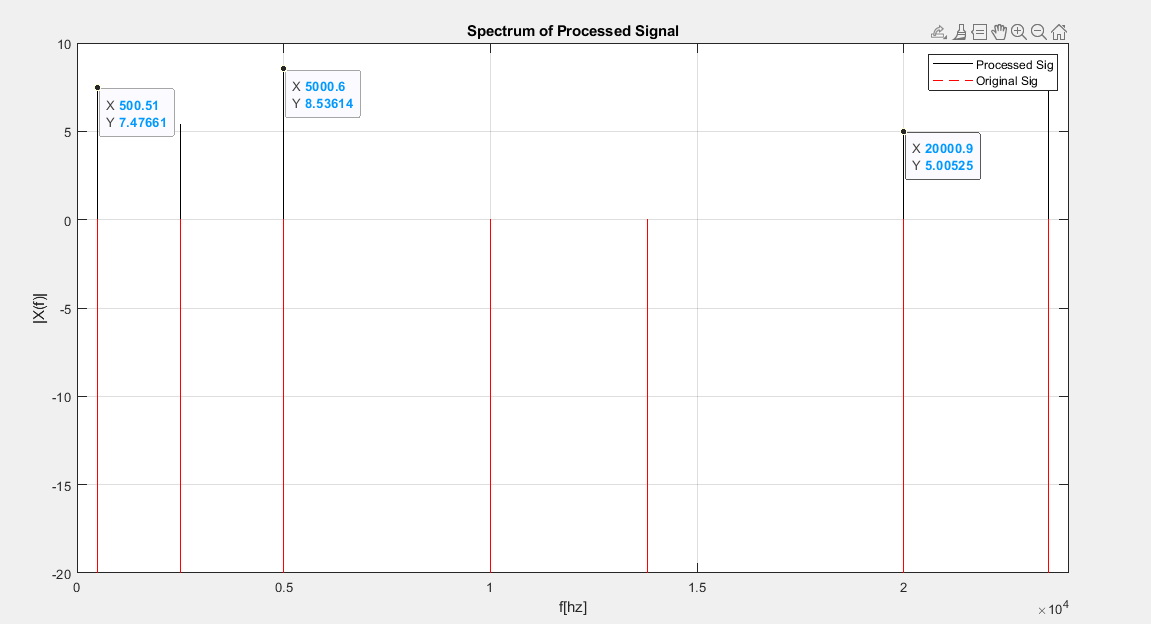 Spectrum of Processed Signal
Processed Sig
Original Sig
X 500.51
Y 7.47661
X 5000.6
Y 8.53614
X 20000.9
Y 5.00525
10
5
0
-5
-10
-15
-20
|X(f)|
0
0.5
1
1.5
2
×10^4
f[hz]